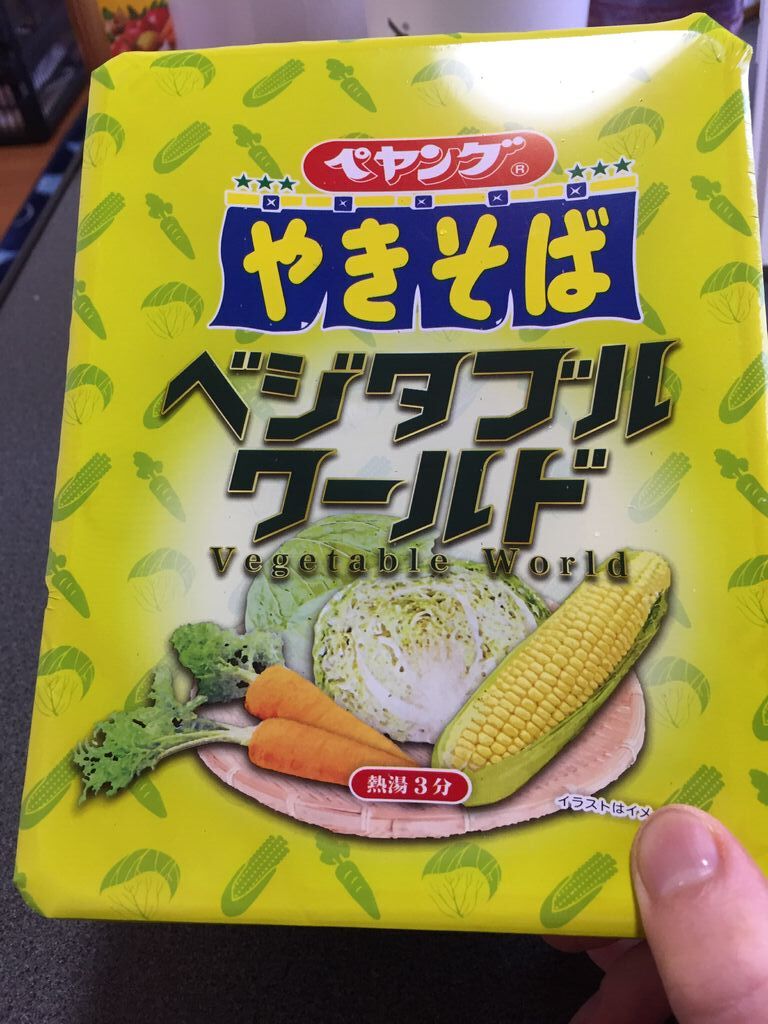 ペヤング®
やきそば
ベジタブル
ワールド
Vegetable World
熱湯3分
イラストはイメ